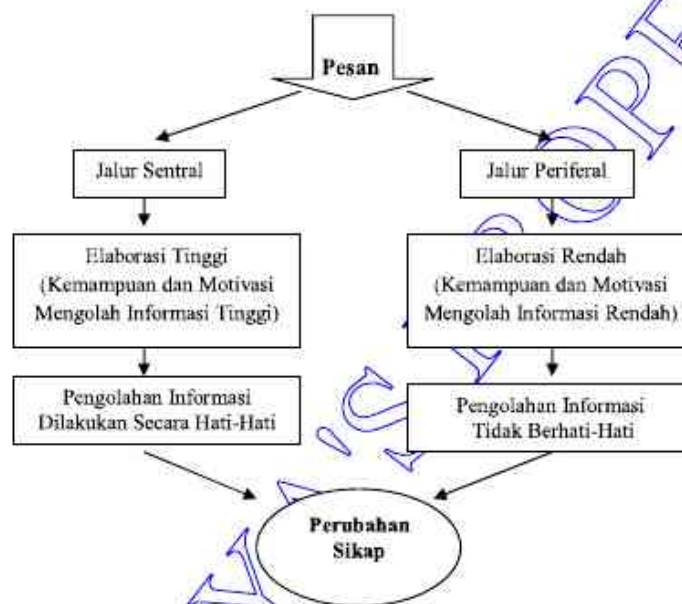 Pesan
Jalur Sentral
Jalur Periferal
Elaborasi Tinggi
(Kemampuan dan Motivasi
Mengolah Informasi Tinggi)
Elaborasi Rendah
(Kemampuan dan Motivasi
Mengolah Informasi Rendah)
Pengolahan Informasi
Dilakukan Secara Hati-Hati
Pengolahan Informasi
Tidak Berhati-Hati
Perubahan
Sikap